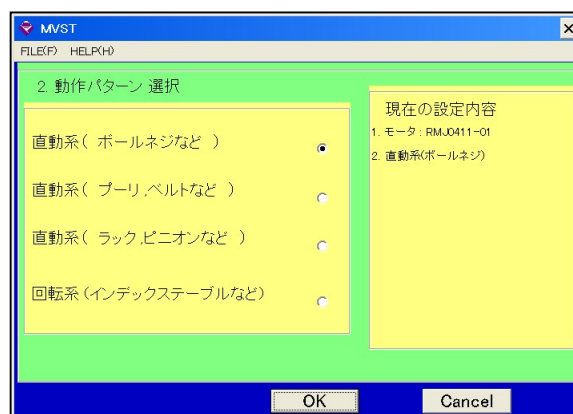 MVST
FILE(F) HELP(H)
2. 動作パターン 選択
直動系( ボールネジなど )
直動系( プーリ,ベルトなど )
直動系( ラック,ピニオンなど )
回転系(インデックステーブルなど)
現在の設定内容
1. モータ : RMJ0411-01
2. 直動系(ボールネジ)
OK Cancel